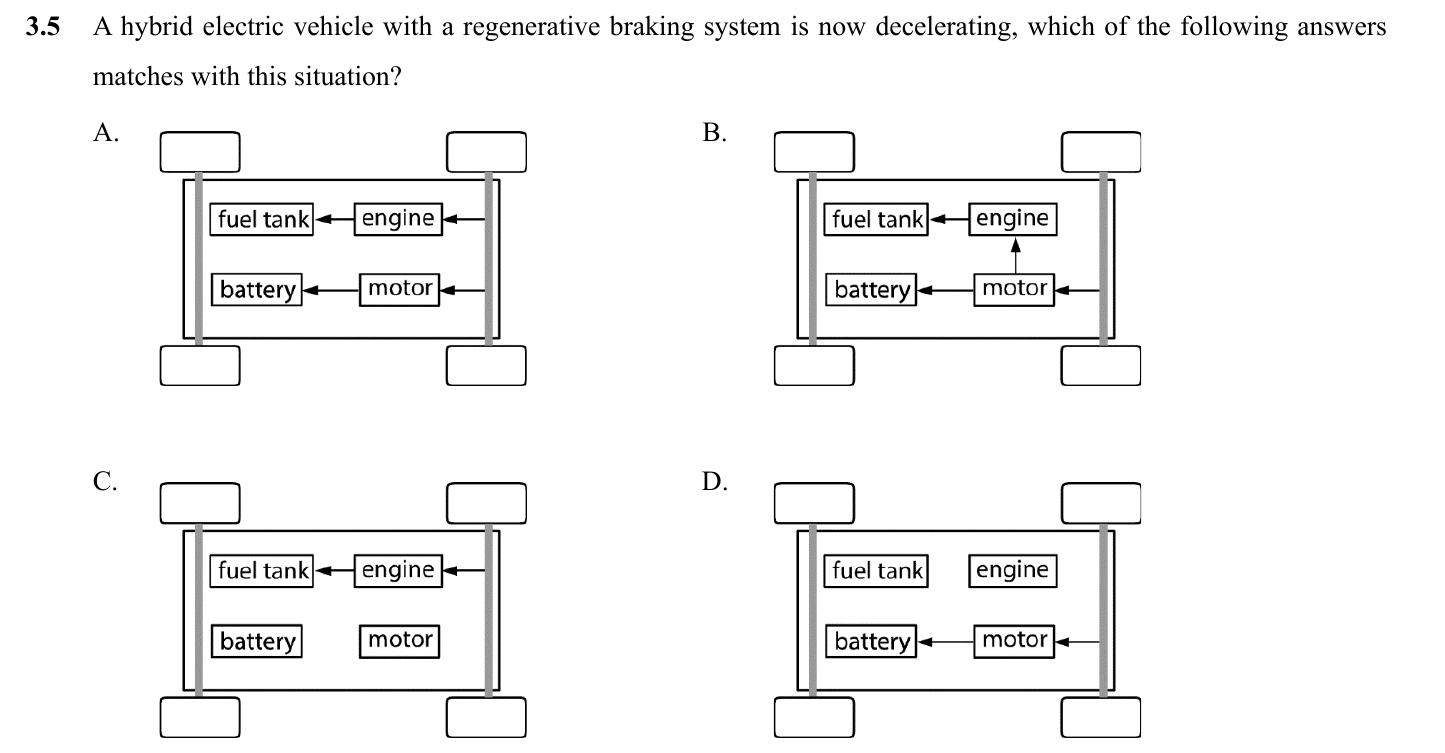 3.5 A hybrid electric vehicle with a regenerative braking system is now decelerating, which of the following answers
matches with this situation?
A.
fuel tank engine
battery motor
B.
fuel tank engine
battery motor
C.
fuel tank engine
battery motor
D.
fuel tank engine
battery motor